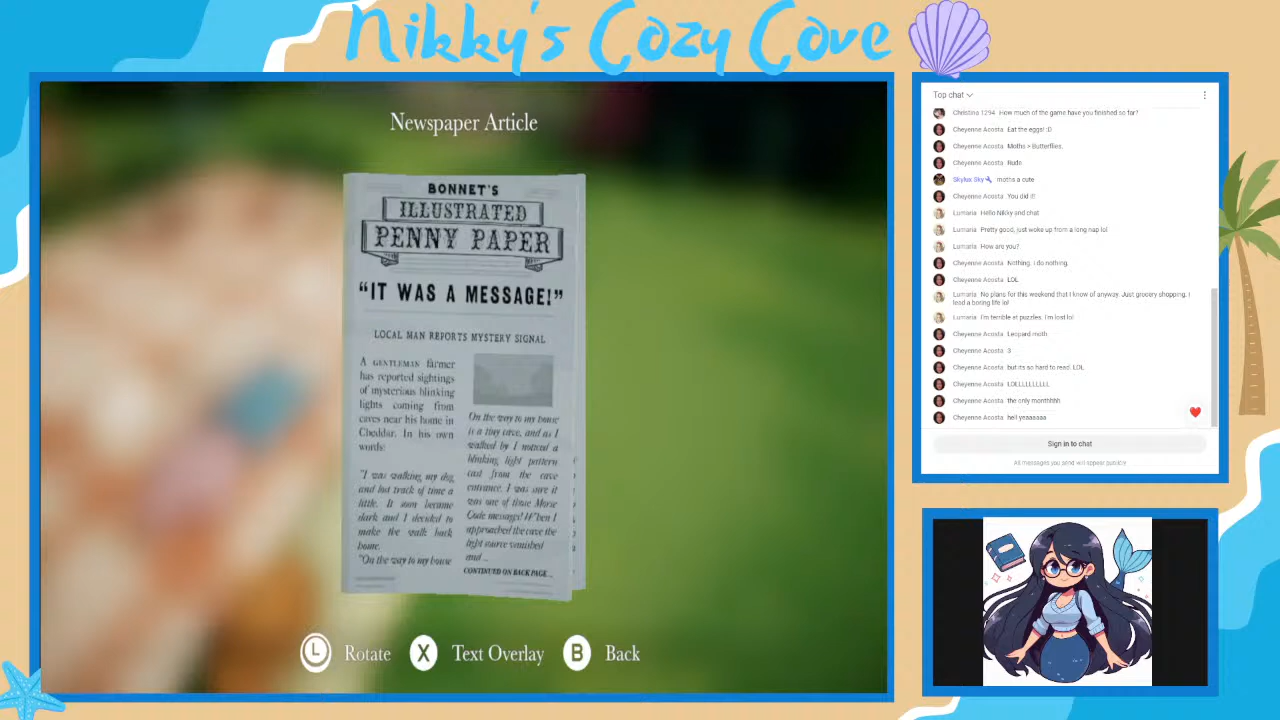 Nikky's Cozy Cove
Newspaper Article
BONNET'S
ILLUSTRATED
PENNY PAPER
"IT WAS A MESSAGE!"
LOCAL MAN REPORTS MYSTERY SIGNAL
A GENTLEMAN farmer
has reported sightings
of mysterious blinking
lights coming from
caves near his home in
Cheddar. In his own
words:
"I was walking my dog,
and lost track of time a
little. It soon became
dark and I decided to
make the walk back
home.
"On the way to my house
On the way to my house
is a tiny cave, and as I
walked by I noticed a
blinking light pattern
cast from the cave
entrance. I was sure it
was one of those Morse
Code messages! When I
approached the cave the
light source vanished
and ...
CONTINUED ON BACK PAGE...
L Rotate X Text Overlay B Back
Top chat
Christina 1294 How much of the game have you finished so far?
Cheyenne Acosta Eat the eggs! :D
Cheyenne Acosta Moths > Butterflies.
Cheyenne Acosta Rude
Skylux Sky moths a cute
Cheyenne Acosta You did it!
Lumaria Hello Nikky and chat
Lumaria Pretty good, just woke up from a long nap lol
Lumaria How are you?
Cheyenne Acosta Nothing. I do nothing.
Cheyenne Acosta LOL
Lumaria No plans for this weekend that I know of anyway. Just grocery shopping. I
lead a boring life lol
Lumaria I'm terrible at puzzles. I'm lost lol
Cheyenne Acosta Leopard moth
Cheyenne Acosta 3
Cheyenne Acosta but its so hard to read. LOL
Cheyenne Acosta LOLLLLLLLLL
Cheyenne Acosta the only monthhhh
Cheyenne Acosta hell yeaaaaaa
Sign in to chat
All messages you send will appear publicly